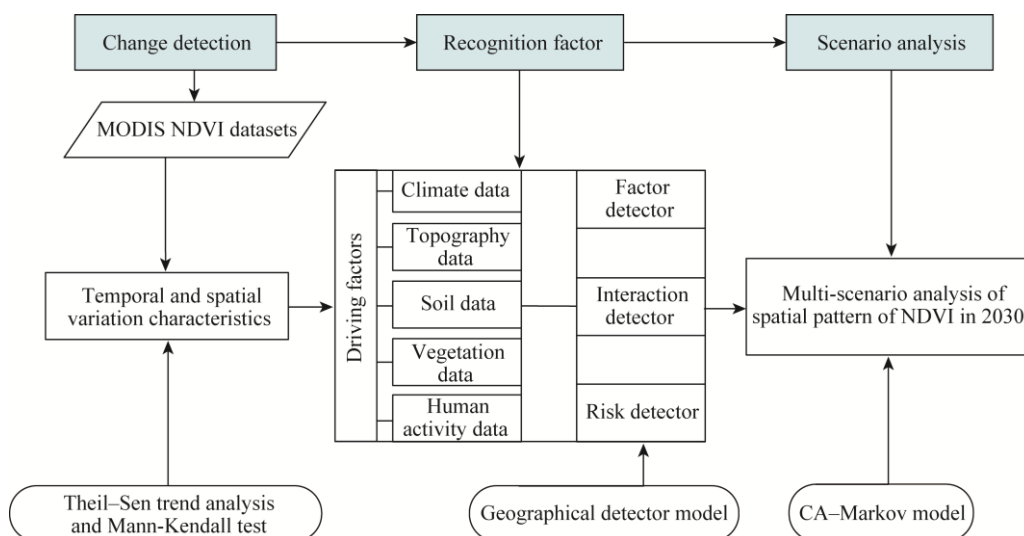 Change detection
Recognition factor
Scenario analysis
MODIS NDVI datasets
Temporal and spatial
variation characteristics
Driving factors
Climate data
Topography
data
Soil data
Vegetation
data
Human
activity data
Factor
detector
Interaction
detector
Risk detector
Multi-scenario analysis of
spatial pattern of NDVI in 2030
Theil–Sen trend analysis
and Mann-Kendall test
Geographical detector model
CA–Markov model